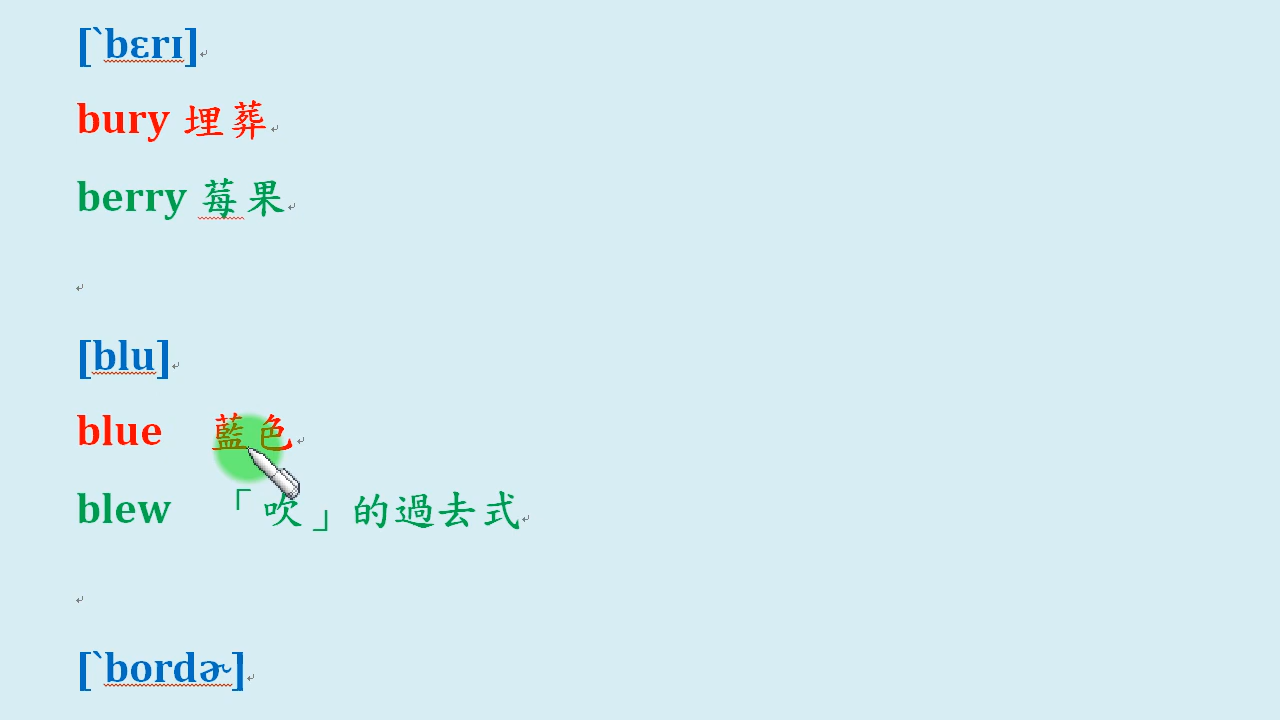 [ˋbɛrɪ]
bury 埋葬
berry 莓果
[blu]
blue 藍色
blew 「吹」的過去式
[ˋbordɚ]